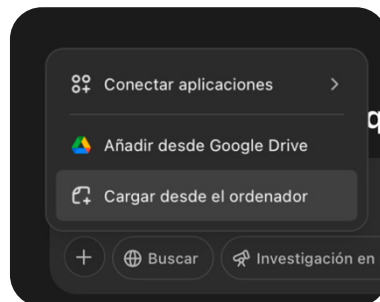 Conectar aplicaciones
Añadir desde Google Drive
Cargar desde el ordenador
Buscar
Investigación en